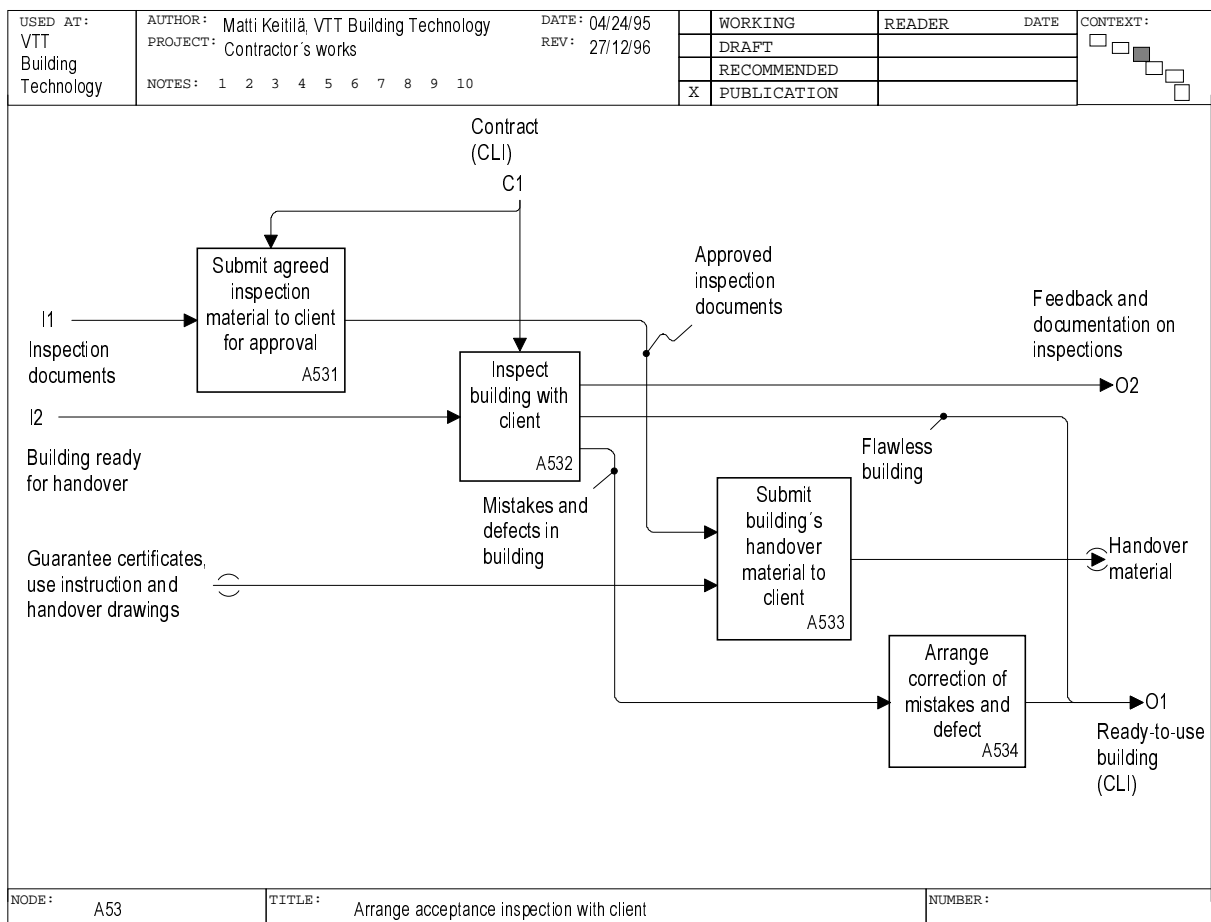 USED AT:
VTT
Building
Technology
AUTHOR: Matti Keitilä, VTT Building Technology
PROJECT: Contractor´s works
NOTES: 1 2 3 4 5 6 7 8 9 10
DATE: 04/24/95
REV: 27/12/96
WORKING
DRAFT
RECOMMENDED
X PUBLICATION
READER DATE
CONTEXT:
Contract
(CLI)
C1
Submit agreed
inspection
material to client
for approval
A531
I1
Inspection
documents
Approved
inspection
documents
Feedback and
documentation on
inspections
O2
Inspect
building with
client
A532
I2
Building ready
for handover
Flawless
building
Mistakes and
defects in
building
Submit
building´s
handover
material to
client
A533
Guarantee certificates,
use instruction and
handover drawings
Handover
material
Arrange
correction of
mistakes and
defect
A534
O1
Ready-to-use
building
(CLI)
NODE: A53
TITLE: Arrange acceptance inspection with client
NUMBER: